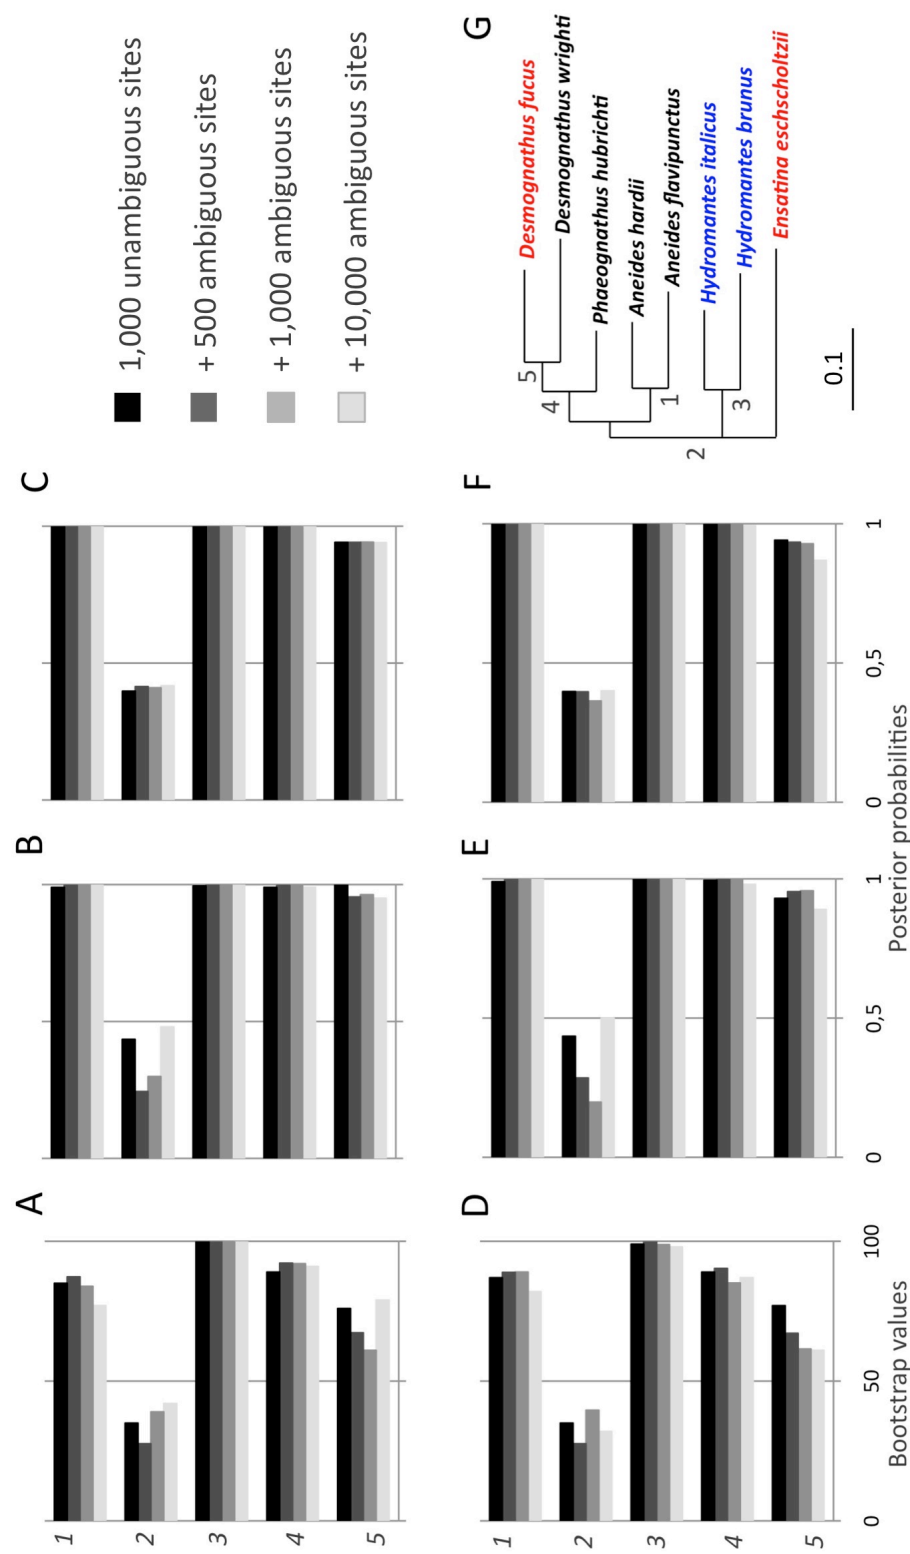 A
B
C
1,000 unambiguous sites
+ 500 ambiguous sites
+ 1,000 ambiguous sites
+ 10,000 ambiguous sites
1
2
3
4
5
D
E
F
G
1
2
3
4
5
0
50
100
Bootstrap values
0
0,5
1
0
0,5
1
Posterior probabilities
Desmognathus fucus
Desmognathus wrighti
Phaeognathus hubrichti
Aneides hardii
Aneides flavipunctus
Hydromantes italicus
Hydromantes brunus
Ensatina eschscholtzii
5
4
1
2
3
0.1